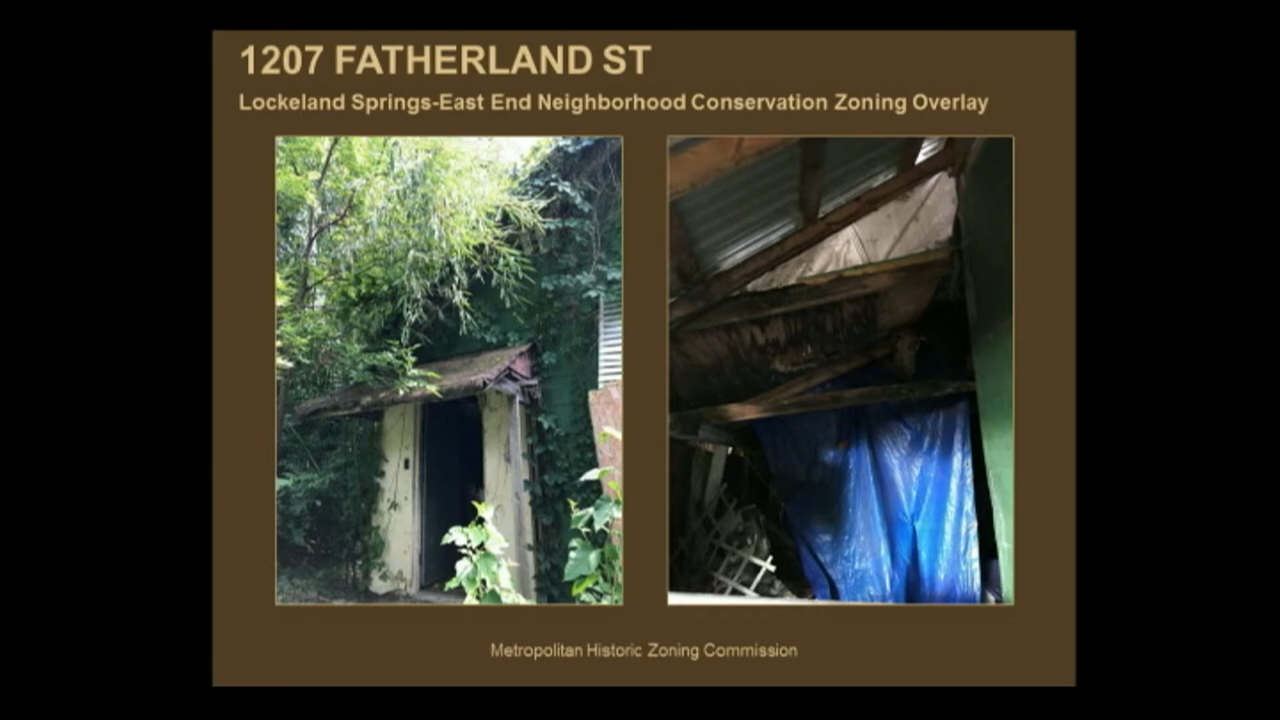 1207 FATHERLAND ST
Lockeland Springs-East End Neighborhood Conservation Zoning Overlay
Metropolitan Historic Zoning Commission